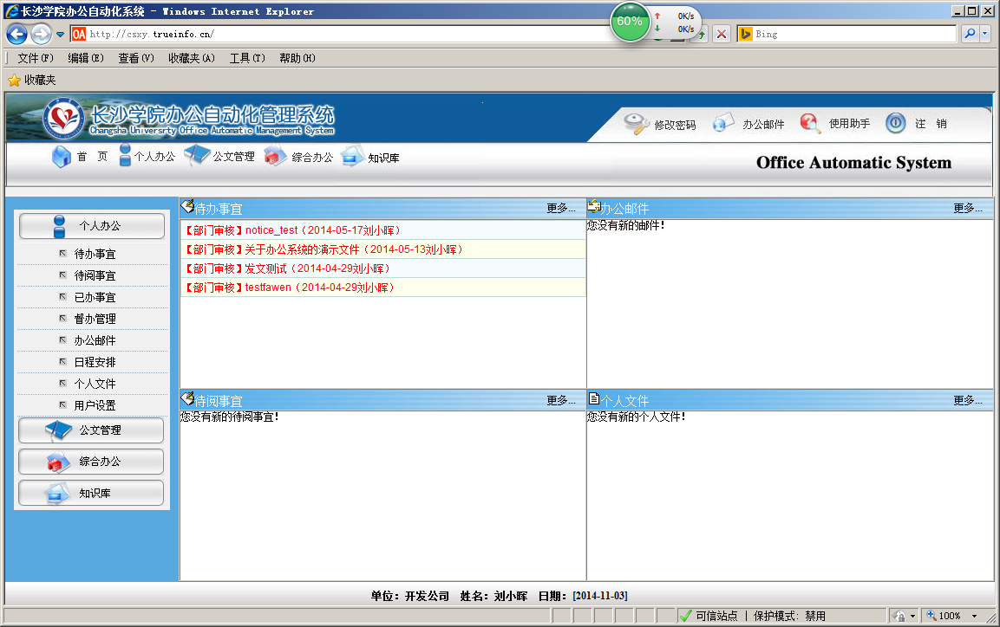 长沙学院办公自动化系统 - Windows Internet Explorer
60%
0K/s
0K/s
OA http://csxy.trueinfo.cn/
Bing
文件(F) 编辑(E) 查看(V) 收藏夹(A) 工具(T) 帮助(H)
收藏夹
长沙学院办公自动化管理系统
Changsha Universrty Office Automatic Management System
修改密码 办公邮件 使用助手 注 销
首 页 个人办公 公文管理 综合办公 知识库
Office Automatic System
个人办公
待办事宜
待阅事宜
已办事宜
督办管理
办公邮件
日程安排
个人文件
用户设置
公文管理
综合办公
知识库
待办事宜 更多...
【部门审核】notice_test（2014-05-17刘小晖）
【部门审核】关于办公系统的演示文件（2014-05-13刘小晖）
【部门审核】发文测试（2014-04-29刘小晖）
【部门审核】testfawen（2014-04-29刘小晖）
办公邮件 更多...
您没有新的邮件!
待阅事宜 更多...
您没有新的待阅事宜!
个人文件 更多...
您没有新的个人文件!
单位：开发公司 姓名：刘小晖 日期：[2014-11-03]
可信站点 | 保护模式: 禁用
100%